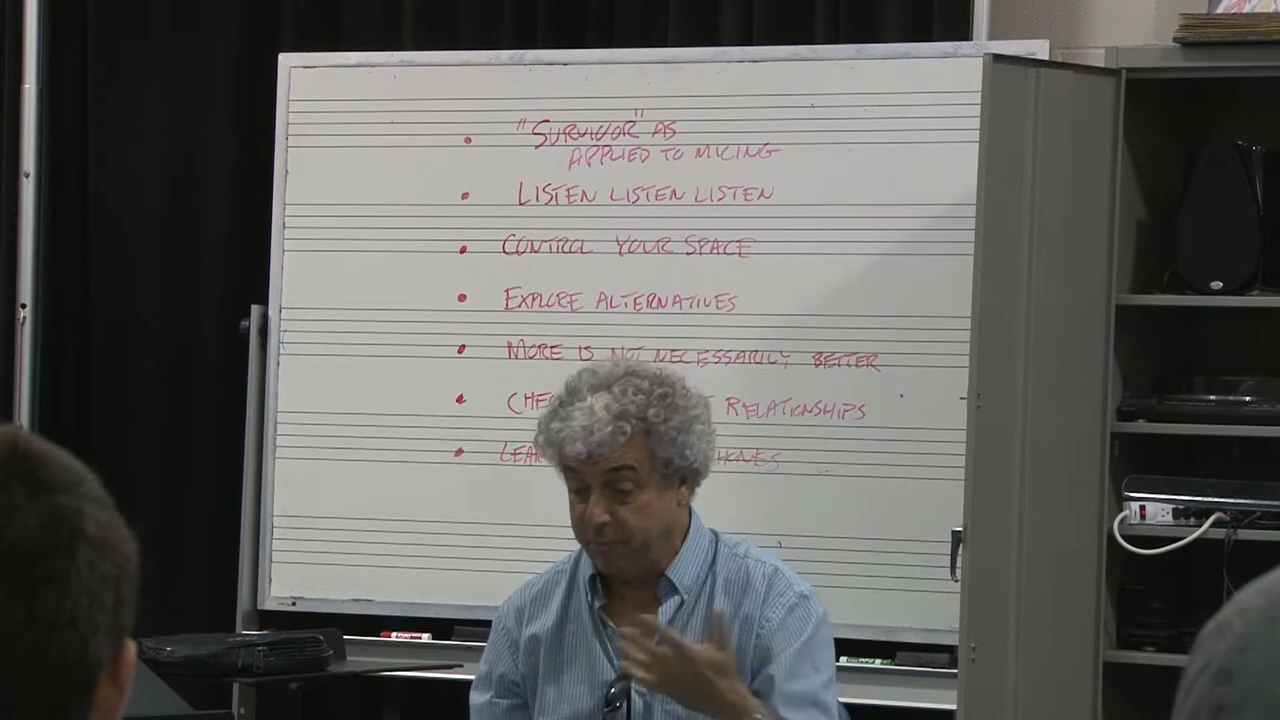 • "SURVIVOR" AS
APPLIED TO MICING
• LISTEN LISTEN LISTEN
• CONTROL YOUR SPACE
• EXPLORE ALTERNATIVES
• MORE IS NOT NECESSARILY BETTER
• RELATIONSHIPS
•